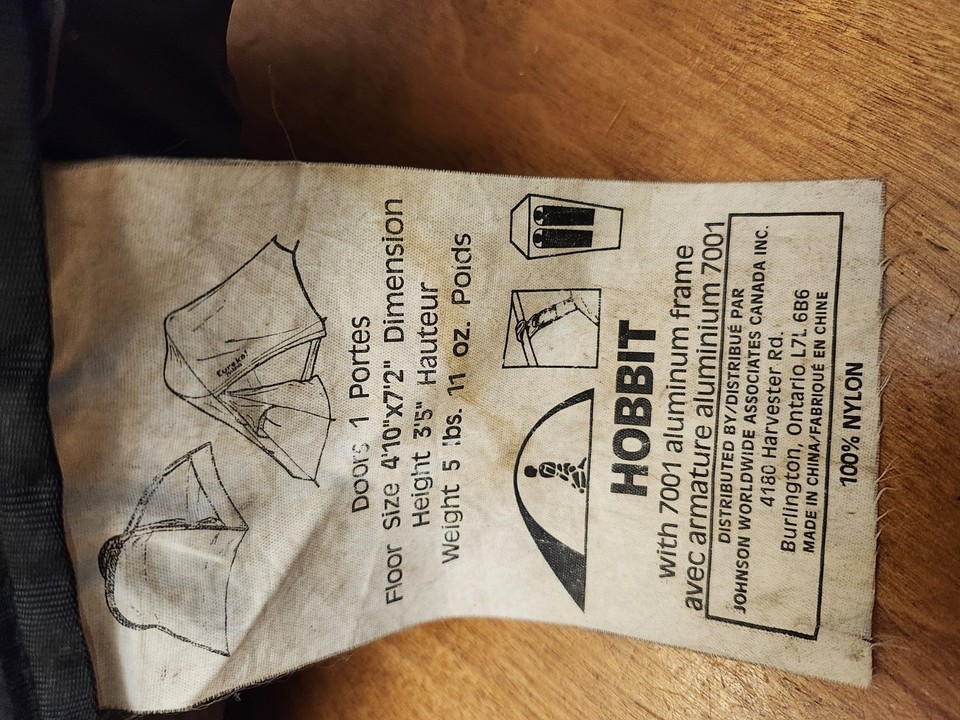 Eureka!
Doors 1 Portes
Floor Size 4'10"x7'2" Dimension
Height 3'5" Hauteur
Weight 5 lbs. 11 oz. Poids
HOBBIT
with 7001 aluminum frame
avec armature aluminium 7001
DISTRIBUTED BY/DISTRIBUÉ PAR
JOHNSON WORLDWIDE ASSOCIATES CANADA INC.
4180 Harvester Rd.
Burlington, Ontario L7L 6B6
MADE IN CHINA/FABRIQUÉ EN CHINE
100% NYLON